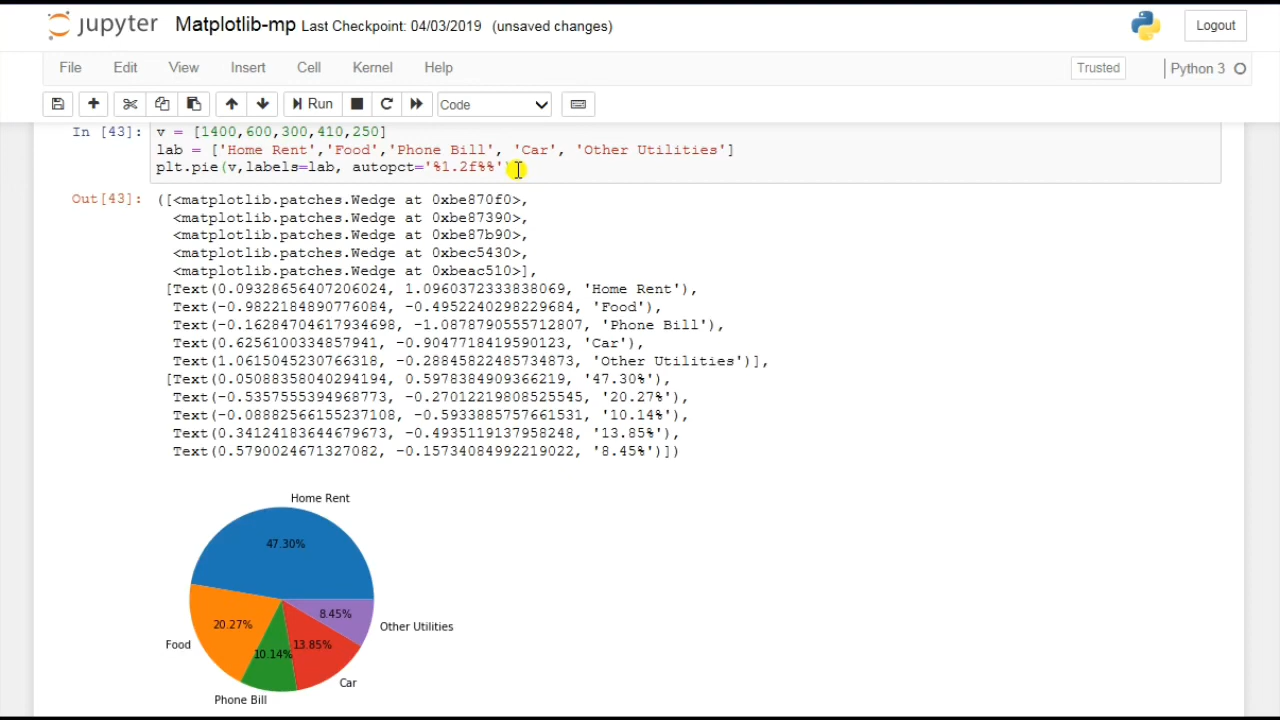 jupyter Matplotlib-mp Last Checkpoint: 04/03/2019 (unsaved changes) Logout
File Edit View Insert Cell Kernel Help Trusted Python 3
Run Code
In [43]: v = [1400,600,300,410,250]
lab = ['Home Rent','Food','Phone Bill', 'Car', 'Other Utilities']
plt.pie(v,labels=lab, autopct='%1.2f%%')
Out[43]: ([<matplotlib.patches.Wedge at 0xbe870f0>,
<matplotlib.patches.Wedge at 0xbe87390>,
<matplotlib.patches.Wedge at 0xbe87b90>,
<matplotlib.patches.Wedge at 0xbec5430>,
<matplotlib.patches.Wedge at 0xbeac510>],
[Text(0.09328656407206024, 1.0960372333838069, 'Home Rent'),
Text(-0.9822184890776084, -0.4952240298229684, 'Food'),
Text(-0.16284704617934698, -1.0878790555712807, 'Phone Bill'),
Text(0.6256100334857941, -0.9047718419590123, 'Car'),
Text(1.0615045230766318, -0.28845822485734873, 'Other Utilities')],
[Text(0.05088358040294194, 0.5978384909366219, '47.30%'),
Text(-0.5357555394968773, -0.27012219808525545, '20.27%'),
Text(-0.08882566155237108, -0.5933885757661531, '10.14%'),
Text(0.34124183644679673, -0.4935119137958248, '13.85%'),
Text(0.5790024671327082, -0.15734084992219022, '8.45%')])
Home Rent
47.30%
8.45%
20.27%
Other Utilities
13.85%
Food
10.14%
Car
Phone Bill